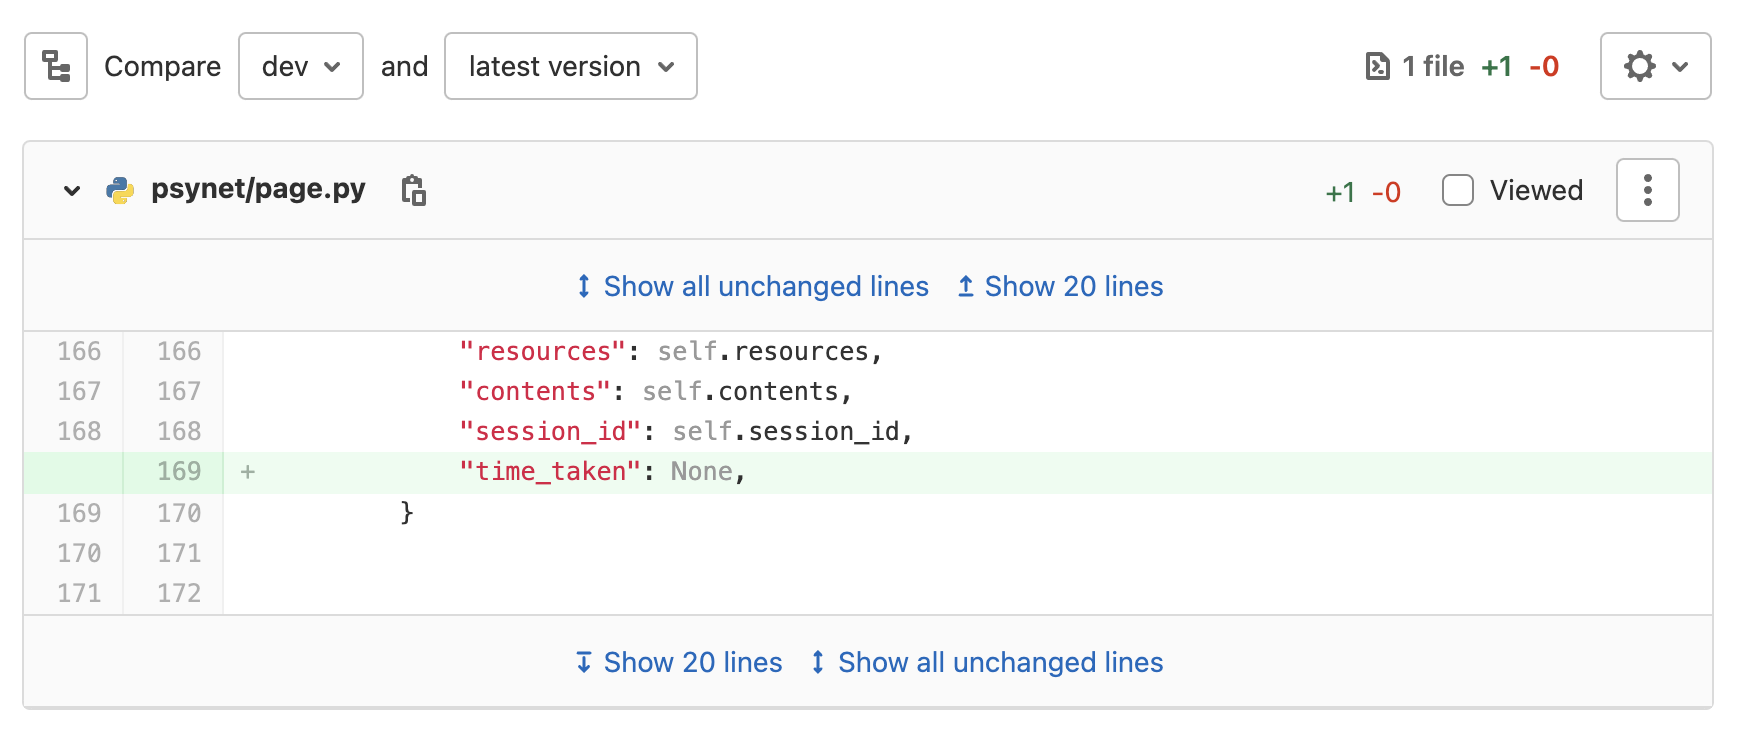 Compare dev and latest version 1 file +1 -0
psynet/page.py +1 -0 Viewed
Show all unchanged lines Show 20 lines
166 166 "resources": self.resources,
167 167 "contents": self.contents,
168 168 "session_id": self.session_id,
169 + "time_taken": None,
169 170 }
170 171
171 172
Show 20 lines Show all unchanged lines